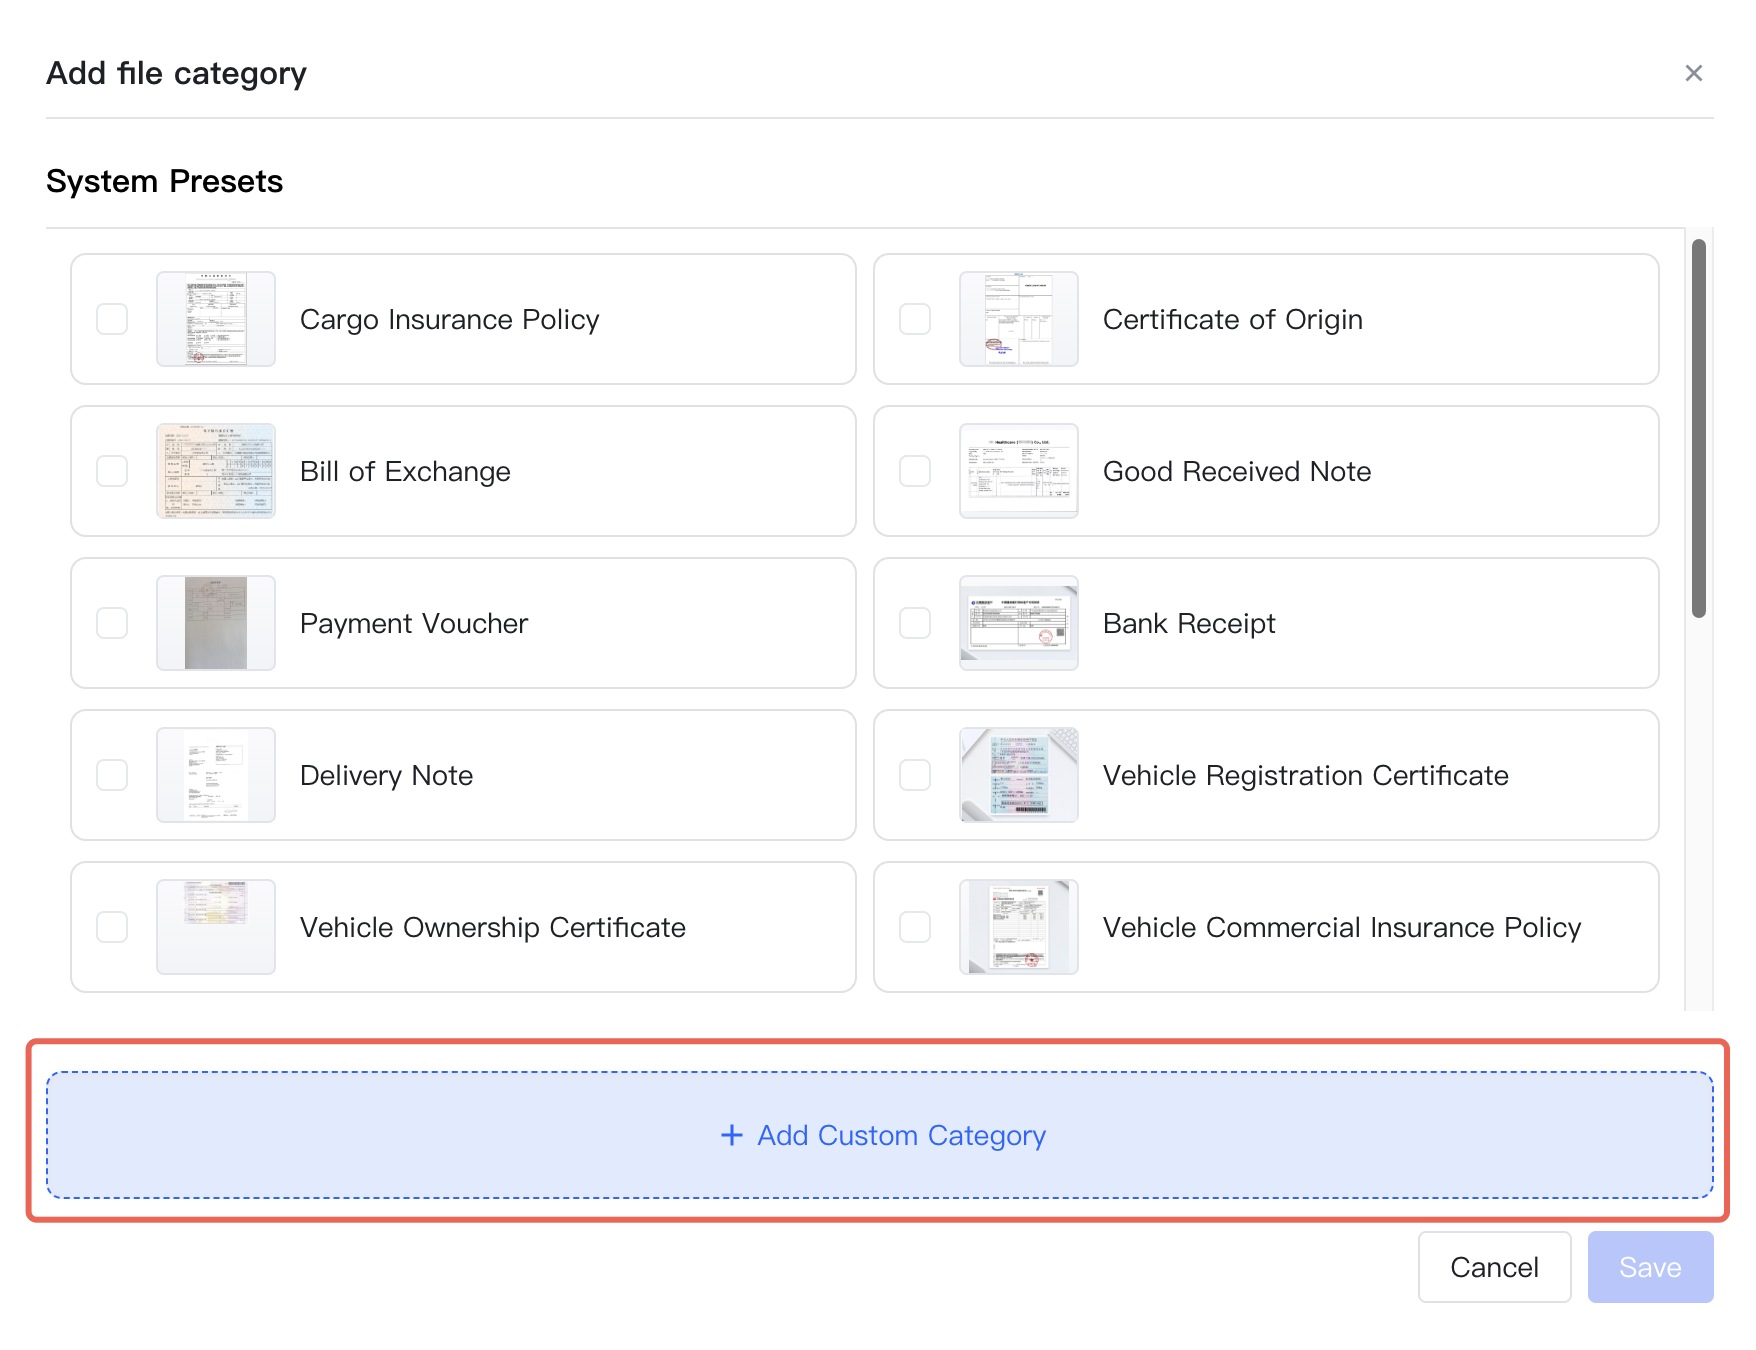 Add file category
System Presets
Cargo Insurance Policy
Certificate of Origin
Bill of Exchange
Good Received Note
Payment Voucher
Bank Receipt
Delivery Note
Vehicle Registration Certificate
Vehicle Ownership Certificate
Vehicle Commercial Insurance Policy
+ Add Custom Category
Cancel
Save